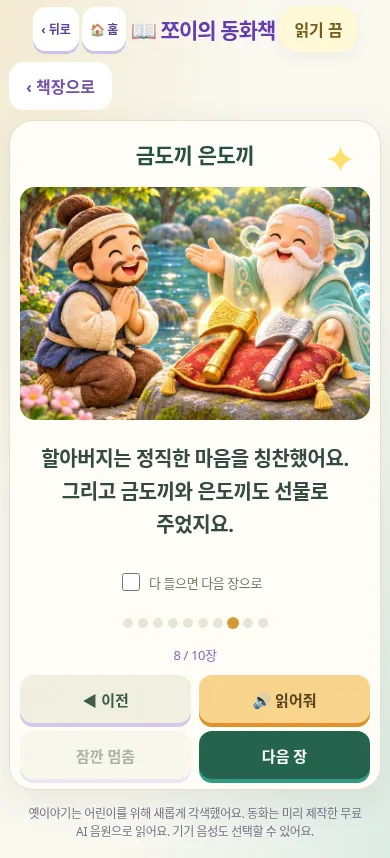 ‹ 뒤로
🏠 홈
📖 쪼이의 동화책
읽기 끔
‹ 책장으로
금도끼 은도끼
할아버지는 정직한 마음을 칭찬했어요.
그리고 금도끼와 은도끼도 선물로
주었지요.
다 들으면 다음 장으로
8 / 10장
◀ 이전
🔊 읽어줘
잠깐 멈춤
다음 장
옛이야기는 어린이를 위해 새롭게 각색했어요. 동화는 미리 제작한 무료
AI 음원으로 읽어요. 기기 음성도 선택할 수 있어요.